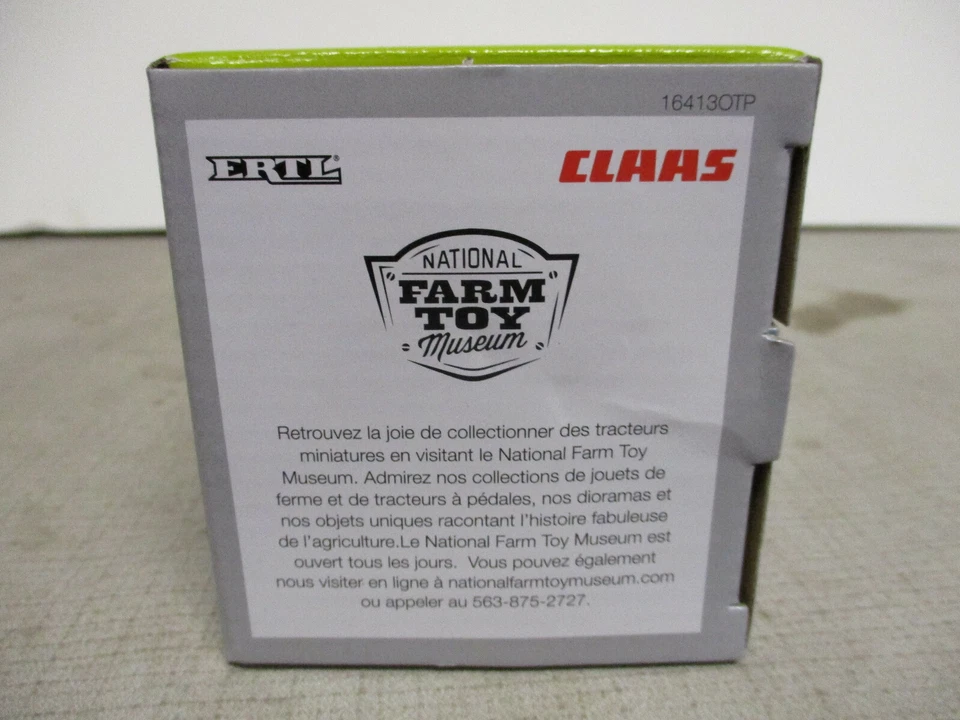 16413OTP
ERTL® CLAAS
NATIONAL
FARM
TOY
Museum
Retrouvez la joie de collectionner des tracteurs
miniatures en visitant le National Farm Toy
Museum. Admirez nos collections de jouets de
ferme et de tracteurs à pédales, nos dioramas et
nos objets uniques racontant l'histoire fabuleuse
de l'agriculture.Le National Farm Toy Museum est
ouvert tous les jours.  Vous pouvez également
nous visiter en ligne à nationalfarmtoymuseum.com
ou appeler au 563-875-2727.